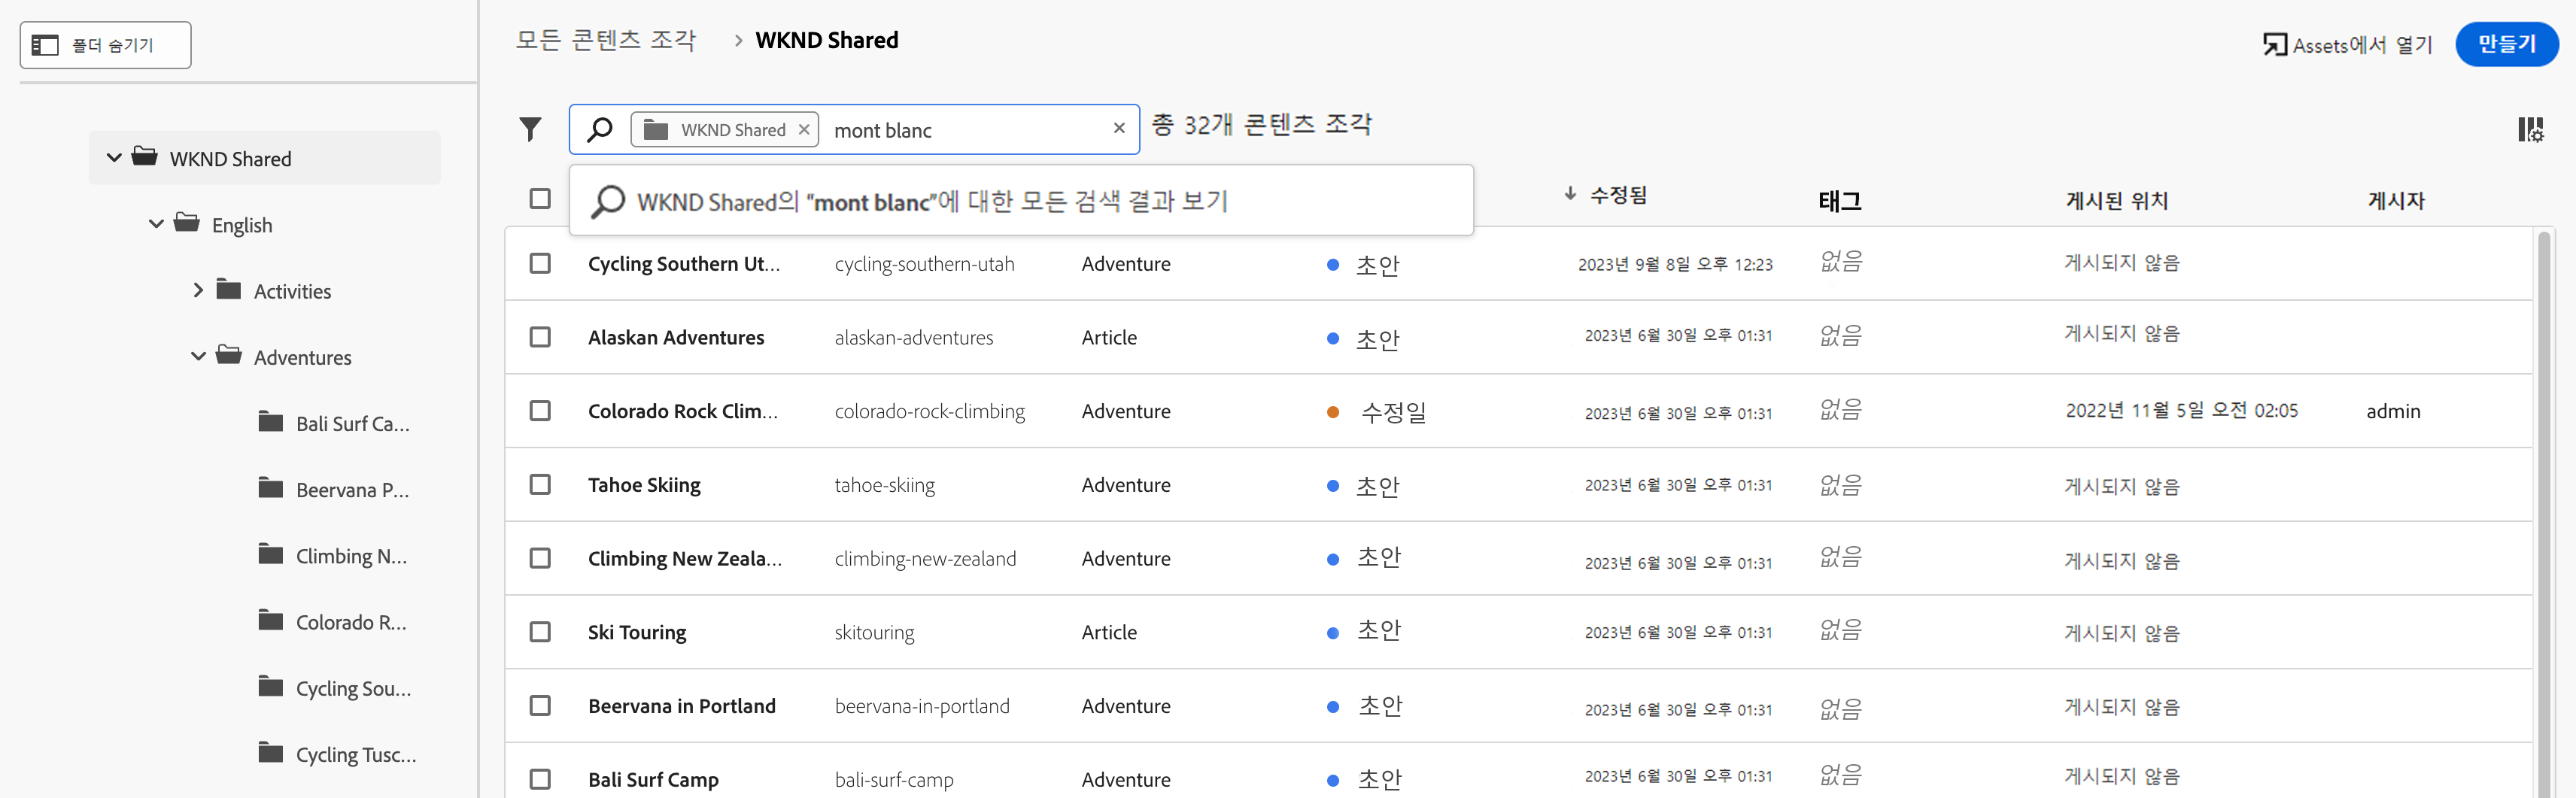 폴더 숨기기
모든 콘텐츠 조각 > WKND Shared
Assets에서 열기
만들기
WKND Shared
English
Activities
Adventures
Bali Surf Ca...
Beervana P...
Climbing N...
Colorado R...
Cycling Sou...
Cycling Tusc...
WKND Shared mont blanc
총 32개 콘텐츠 조각
WKND Shared의 “mont blanc”에 대한 모든 검색 결과 보기
수정됨 태그 게시된 위치 게시자
Cycling Southern Ut... cycling-southern-utah Adventure 초안 2023년 9월 8일 오후 12:23 없음 게시되지 않음
Alaskan Adventures alaskan-adventures Article 초안 2023년 6월 30일 오후 01:31 없음 게시되지 않음
Colorado Rock Clim... colorado-rock-climbing Adventure 수정일 2023년 6월 30일 오후 01:31 없음 2022년 11월 5일 오전 02:05 admin
Tahoe Skiing tahoe-skiing Adventure 초안 2023년 6월 30일 오후 01:31 없음 게시되지 않음
Climbing New Zeala... climbing-new-zealand Adventure 초안 2023년 6월 30일 오후 01:31 없음 게시되지 않음
Ski Touring skitouring Article 초안 2023년 6월 30일 오후 01:31 없음 게시되지 않음
Beervana in Portland beervana-in-portland Adventure 초안 2023년 6월 30일 오후 01:31 없음 게시되지 않음
Bali Surf Camp bali-surf-camp Adventure 초안 2023년 6월 30일 오후 01:31 없음 게시되지 않음